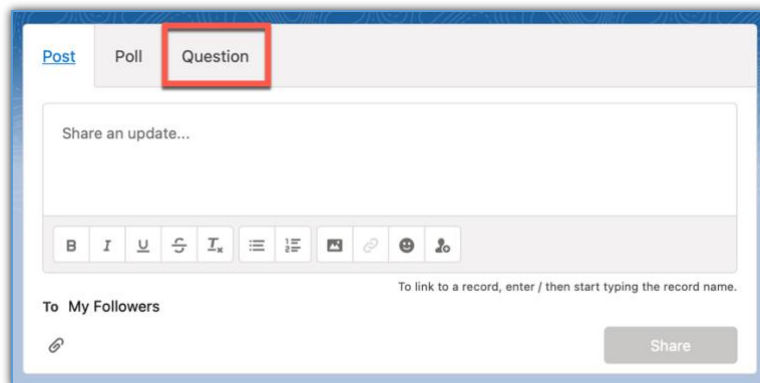 Post Poll Question
Share an update...
B I U S Tx
To link to a record, enter / then start typing the record name.
To My Followers
Share